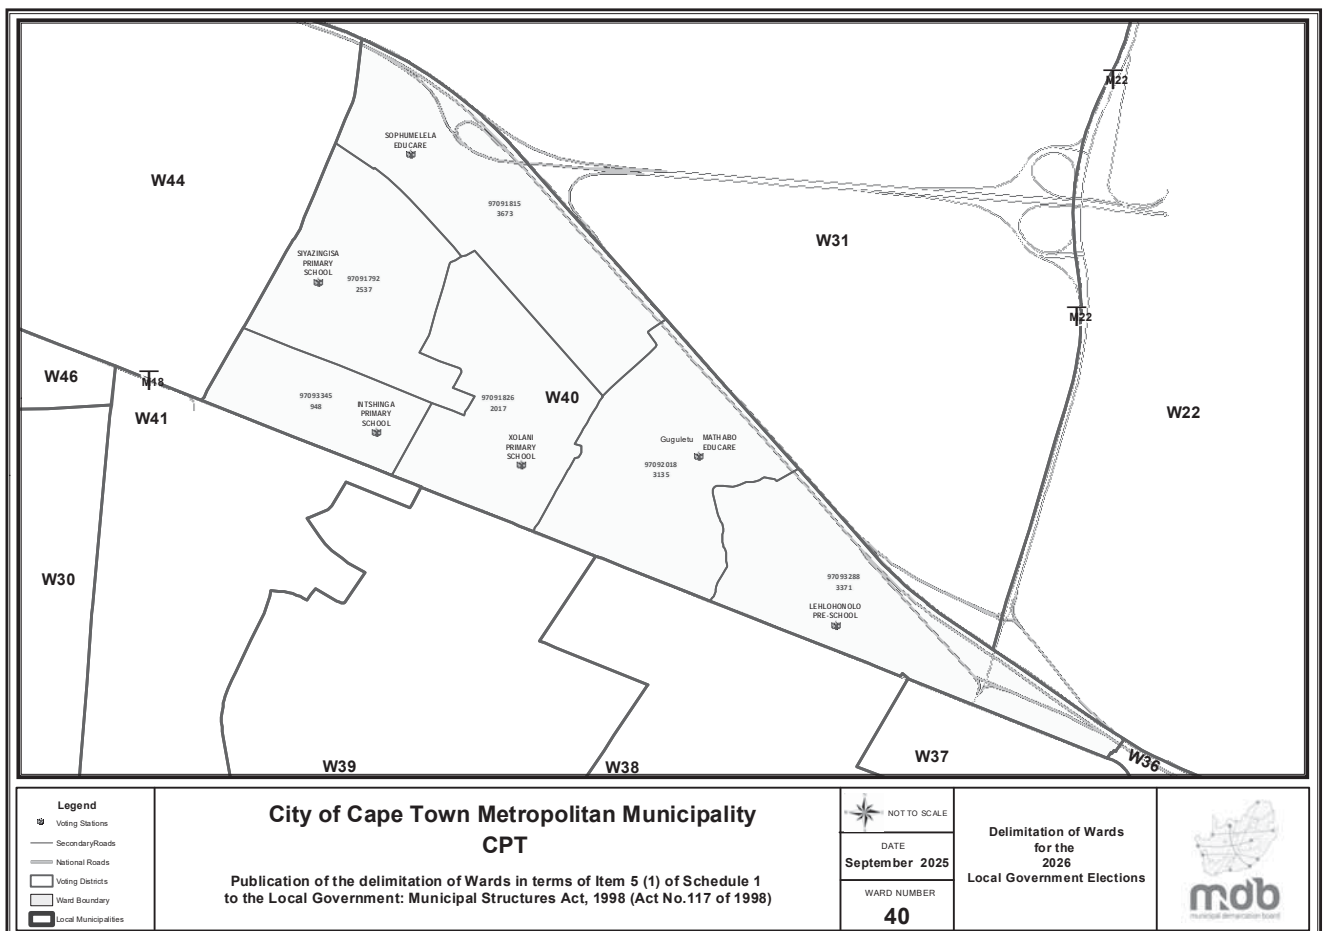 M22
SOPHUMELELA
EDUCARE
W44
97091815
3673
W31
SIYAZINGISA
PRIMARY
SCHOOL
97091792
2537
M22
W46
M18
W41
97093345
948
INTSHINGA
PRIMARY
SCHOOL
97091826
2017
W40
W22
XOLANI
PRIMARY
SCHOOL
Guguletu
MATHABO
EDUCARE
97092018
3135
W30
97093288
3371
LEHLOHONOLO
PRE-SCHOOL
W39
W38
W37
W36
Legend
Voting Stations
SecondaryRoads
National Roads
Voting Districts
Ward Boundary
Local Municipalities
City of Cape Town Metropolitan Municipality
CPT
Publication of the delimitation of Wards in terms of Item 5 (1) of Schedule 1
to the Local Government: Municipal Structures Act, 1998 (Act No.117 of 1998)
NOT TO SCALE
DATE
September 2025
WARD NUMBER
40
Delimitation of Wards
for the
2026
Local Government Elections
mdb
municipal demarcation board